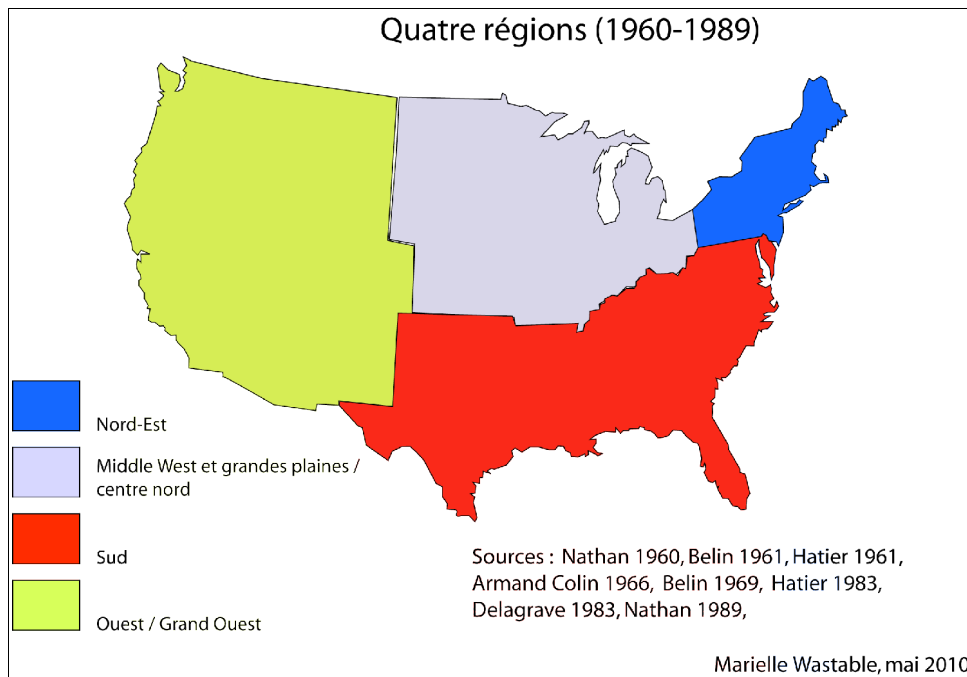 Quatre régions (1960-1989)
Nord-Est
Middle West et grandes plaines /
centre nord
Sud
Ouest / Grand Ouest
Sources : Nathan 1960, Belin 1961, Hatier 1961,
Armand Colin 1966, Belin 1969, Hatier 1983,
Delagrave 1983, Nathan 1989,
Marielle Wastable, mai 2010